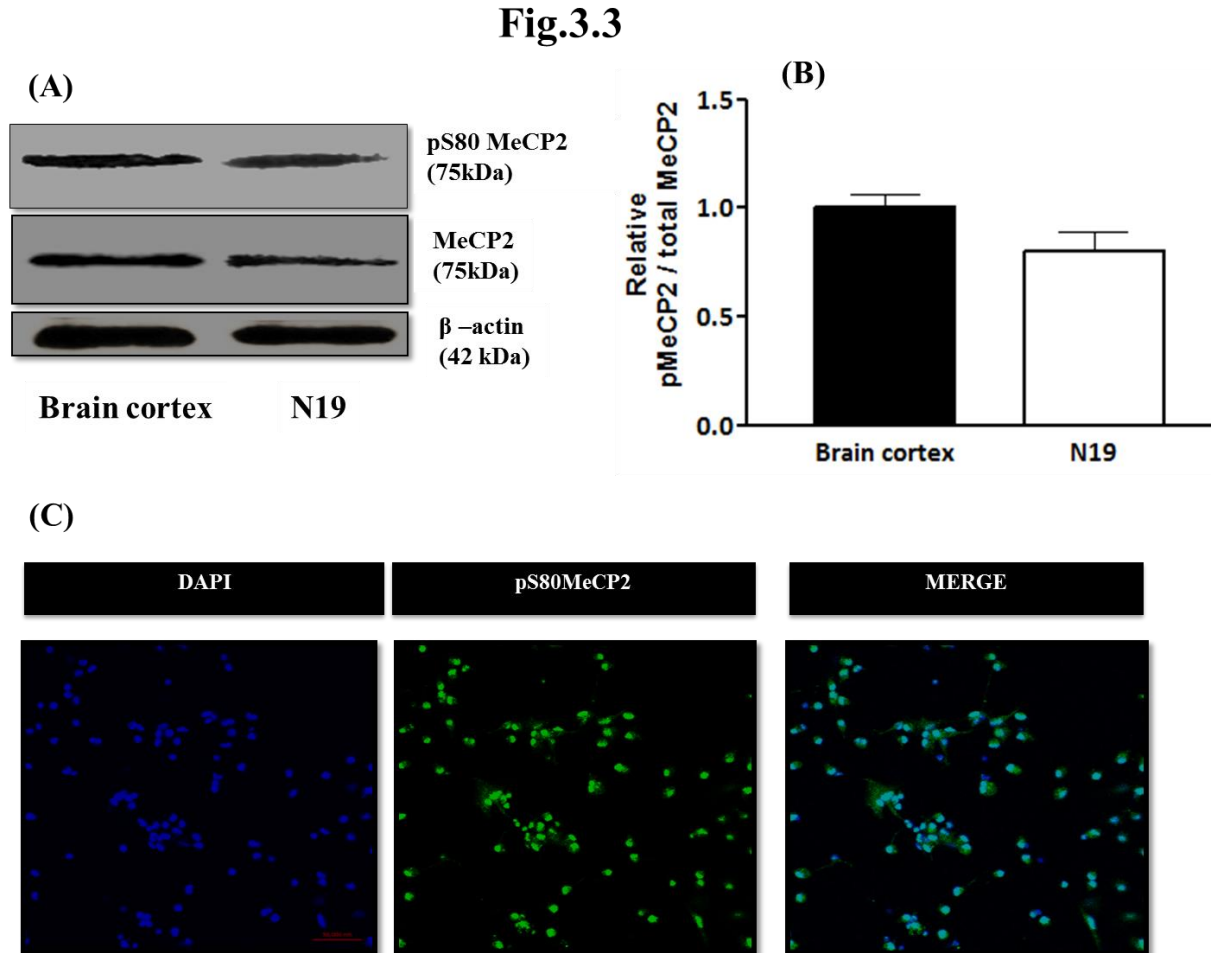 Fig.3.3
(A)
pS80 MeCP2
(75kDa)
MeCP2
(75kDa)
β –actin
(42 kDa)
Brain cortex N19
(B)
Relative
pMeCP2 / total MeCP2
1.5
1.0
0.5
0.0
Brain cortex N19
(C)
DAPI pS80MeCP2 MERGE